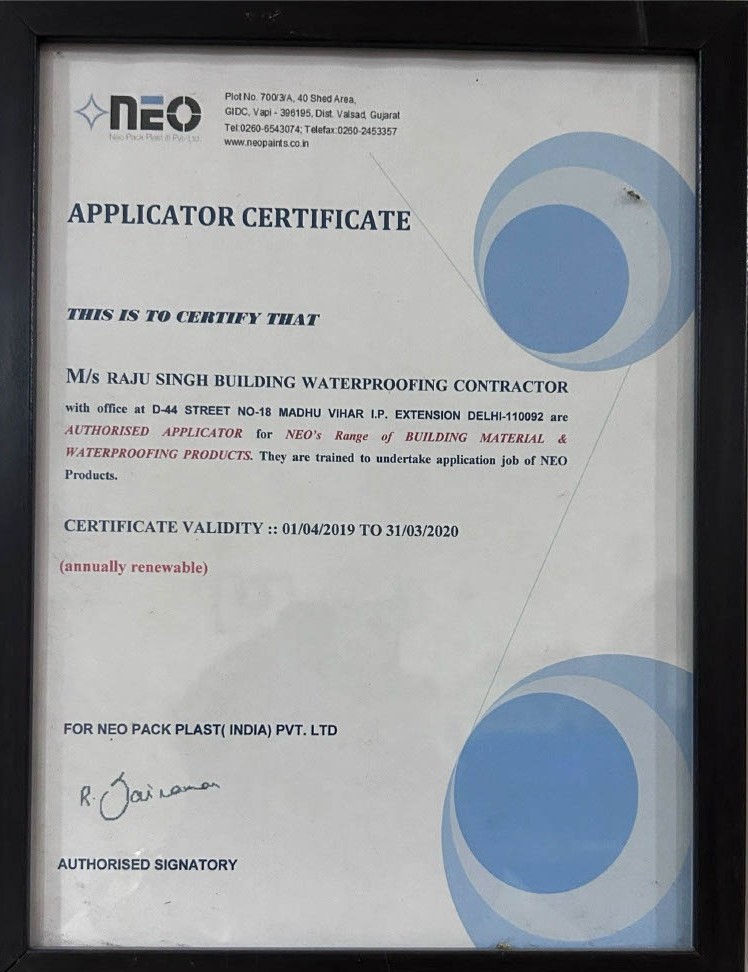 NEO
Neo Pack Plast (I) Pvt. Ltd.
Plot No. 700/3/A, 40 Shed Area,
GIDC, Vapi - 396195, Dist. Valsad, Gujarat
Tel:0260-6543074; Telefax:0260-2453357
www.neopaints.co.in
APPLICATOR CERTIFICATE
THIS IS TO CERTIFY THAT
M/s RAJU SINGH BUILDING WATERPROOFING CONTRACTOR
with office at D-44 STREET NO-18 MADHU VIHAR I.P. EXTENSION DELHI-110092 are
AUTHORISED APPLICATOR for NEO's Range of BUILDING MATERIAL &
WATERPROOFING PRODUCTS. They are trained to undertake application job of NEO
Products.
CERTIFICATE VALIDITY :: 01/04/2019 TO 31/03/2020
(annually renewable)
FOR NEO PACK PLAST( INDIA) PVT. LTD
R. Jairaman
AUTHORISED SIGNATORY